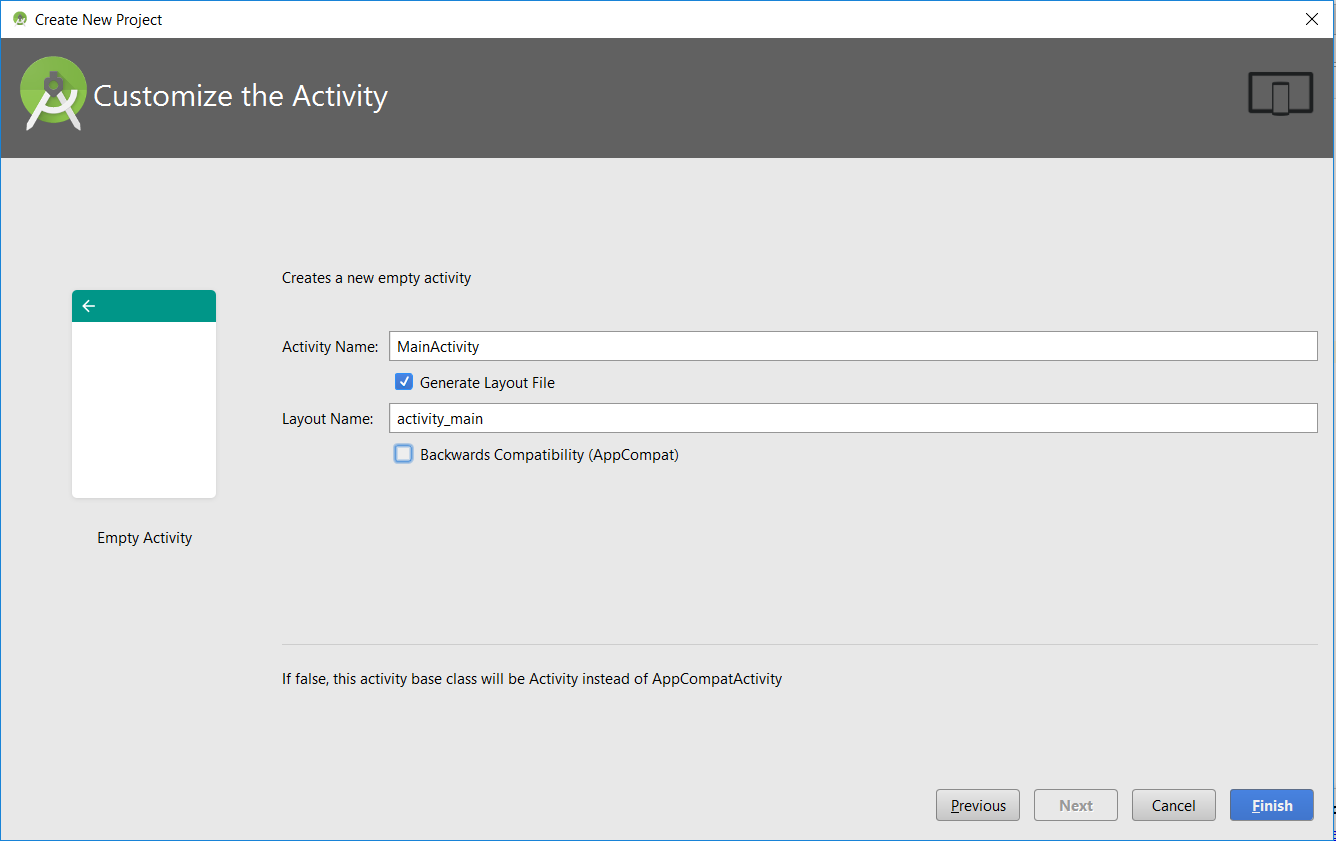 Create New Project
Customize the Activity
Creates a new empty activity
Activity Name: MainActivity
Generate Layout File
Layout Name: activity_main
Backwards Compatibility (AppCompat)
Empty Activity
If false, this activity base class will be Activity instead of AppCompatActivity
Previous Next Cancel Finish